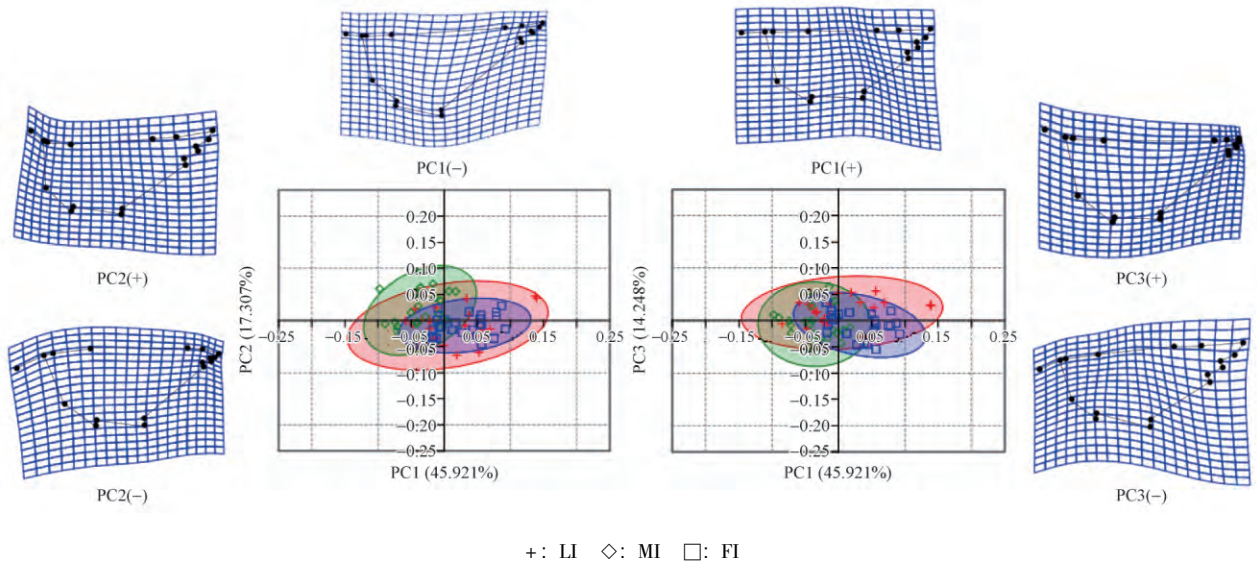 PC1(−)
PC1(+)
PC2(+)
PC3(+)
PC2(−)
PC3(−)
PC2 (17.307%)
0.20
0.15
0.10
0.05
−0.25
−0.15
−0.05
0.05
0.15
0.25
−0.05
−0.10
−0.15
−0.20
−0.25
PC1 (45.921%)
PC3 (14.248%)
0.20
0.15
0.10
0.05
−0.25
−0.15
−0.05
0.05
0.15
0.25
−0.05
−0.10
−0.15
−0.20
−0.25
PC1 (45.921%)
+: LI ◇: MI □: FI